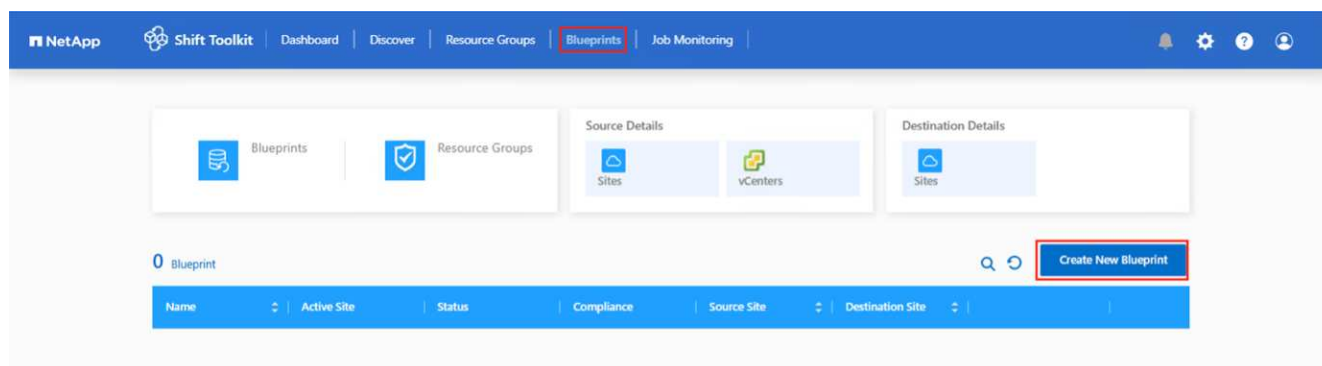 NetApp Shift Toolkit Dashboard Discover Resource Groups Blueprints Job Monitoring
Blueprints
Resource Groups
Source Details
Sites
vCenters
Destination Details
Sites
0 Blueprint
Create New Blueprint
Name Active Site Status Compliance Source Site Destination Site